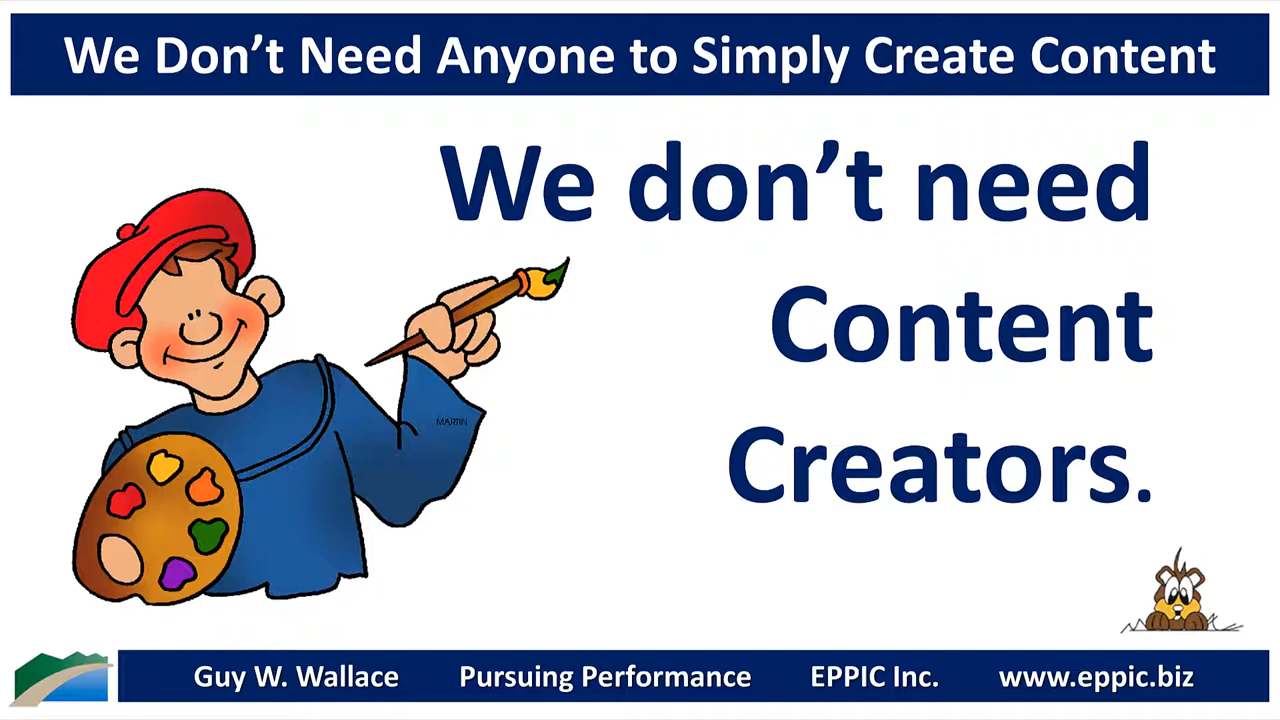 We Don’t Need Anyone to Simply Create Content
We don’t need
Content
Creators.
MARTIN
Guy W. Wallace Pursuing Performance EPPIC Inc. www.eppic.biz